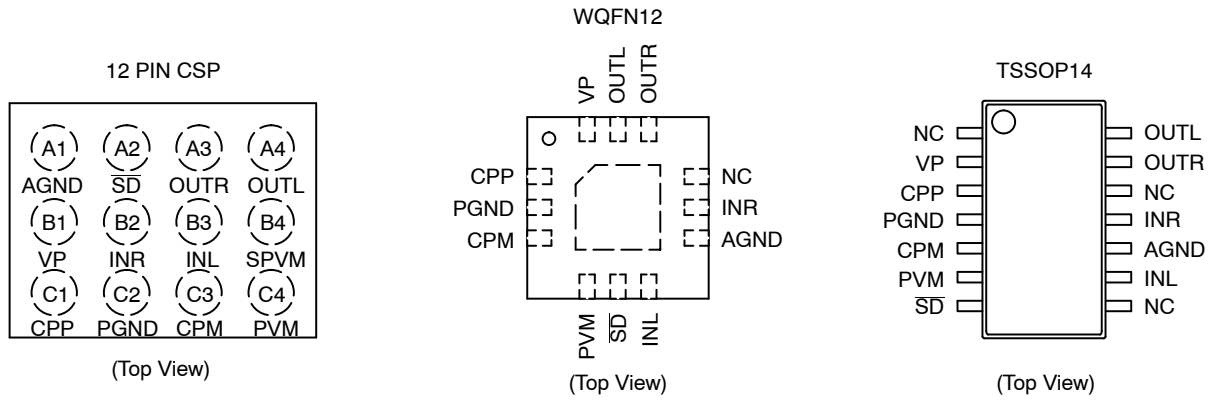 12 PIN CSP
A1 A2 A3 A4
AGND SD OUTR OUTL
B1 B2 B3 B4
VP INR INL SPVM
C1 C2 C3 C4
CPP PGND CPM PVM
(Top View)
WQFN12
VP OUTL OUTR
CPP NC
PGND INR
CPM AGND
PVM SD INL
(Top View)
TSSOP14
NC OUTL
VP OUTR
CPP NC
PGND INR
CPM AGND
PVM INL
SD NC
(Top View)